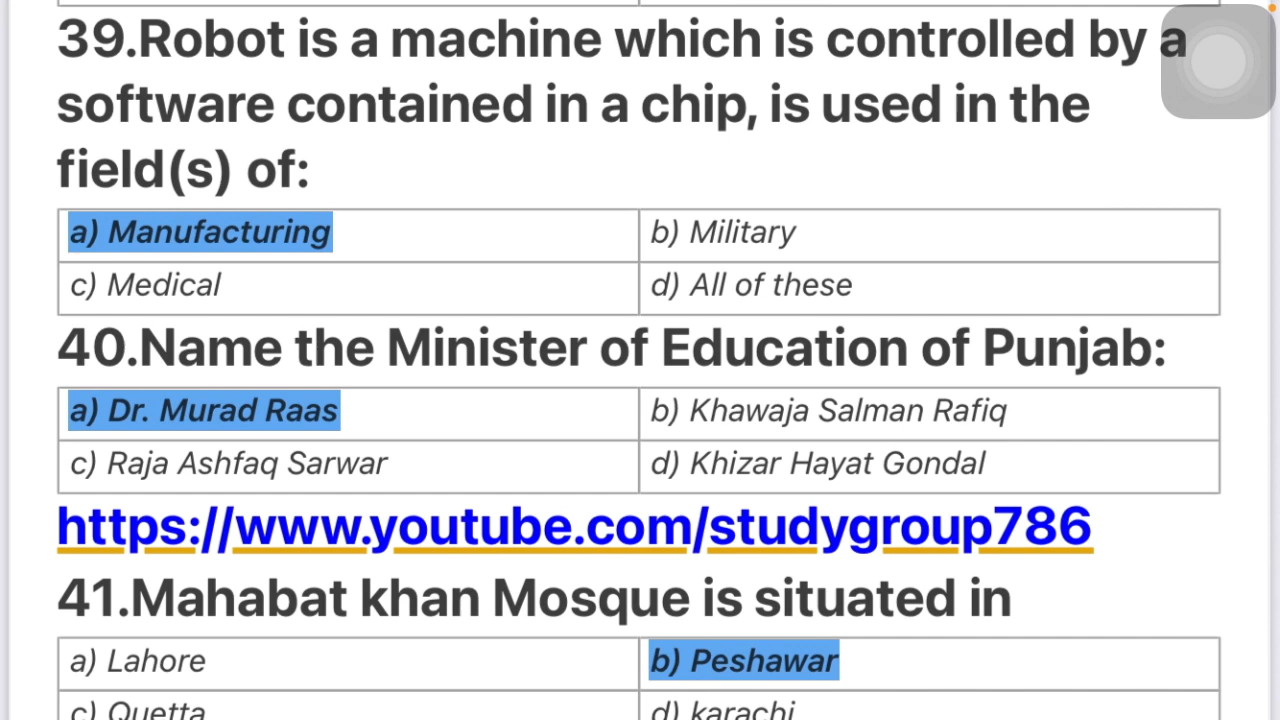 39.Robot is a machine which is controlled by a
software contained in a chip, is used in the
field(s) of:
a) Manufacturing
b) Military
c) Medical
d) All of these
40.Name the Minister of Education of Punjab:
a) Dr. Murad Raas
b) Khawaja Salman Rafiq
c) Raja Ashfaq Sarwar
d) Khizar Hayat Gondal
https://www.youtube.com/studygroup786
41.Mahabat khan Mosque is situated in
a) Lahore
b) Peshawar
c) Quetta
d) karachi